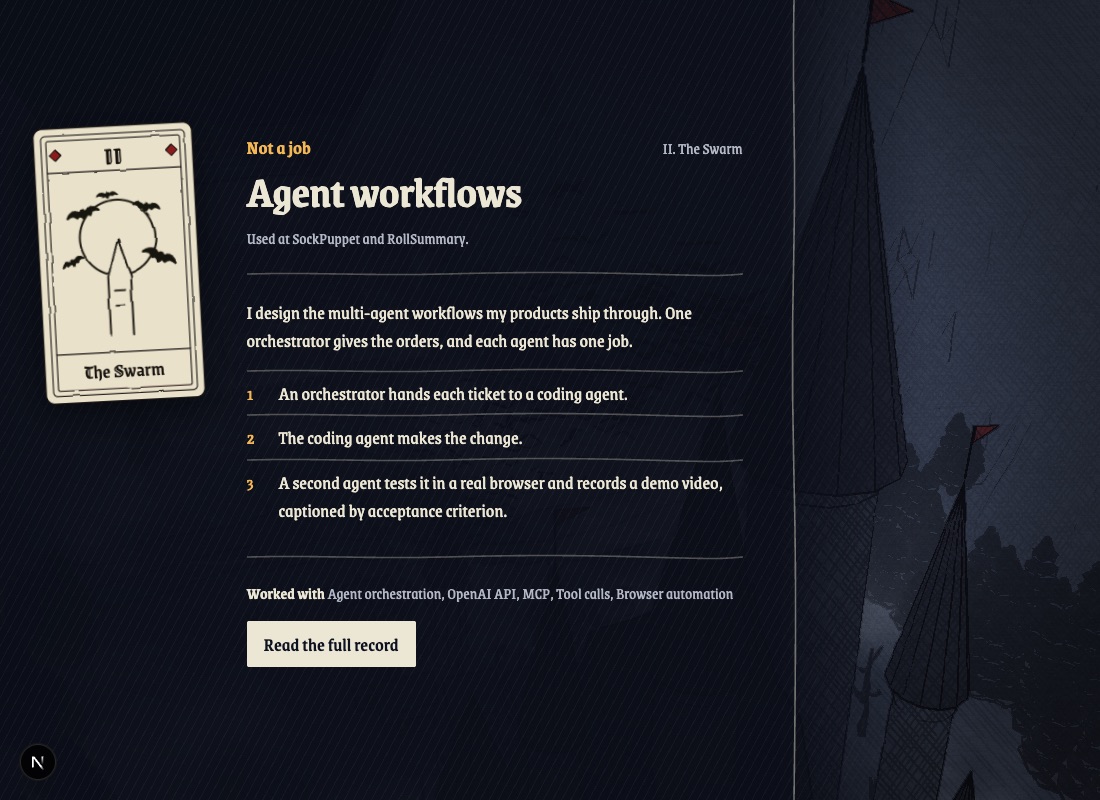 II
The Swarm
Not a job
II. The Swarm
Agent workflows
Used at SockPuppet and RollSummary.
I design the multi-agent workflows my products ship through. One
orchestrator gives the orders, and each agent has one job.
1 An orchestrator hands each ticket to a coding agent.
2 The coding agent makes the change.
3 A second agent tests it in a real browser and records a demo video,
captioned by acceptance criterion.
Worked with Agent orchestration, OpenAI API, MCP, Tool calls, Browser automation
Read the full record
N